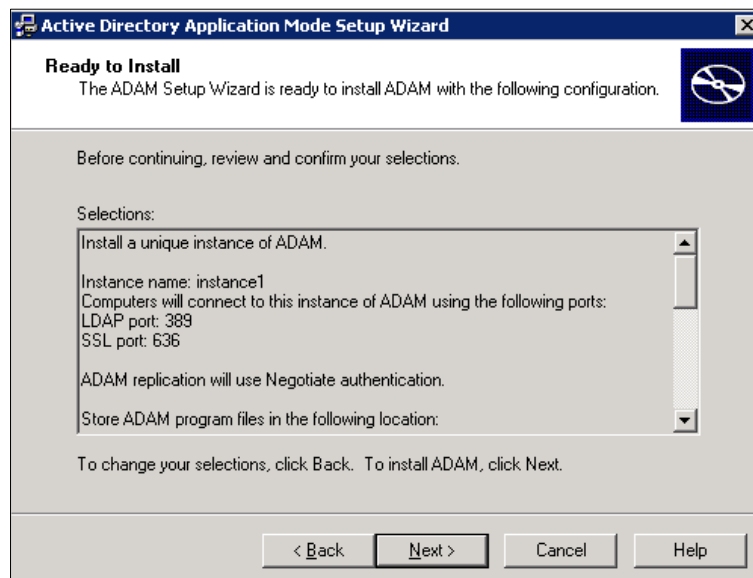 Active Directory Application Mode Setup Wizard
Ready to Install
The ADAM Setup Wizard is ready to install ADAM with the following configuration.
Before continuing, review and confirm your selections.
Selections:
Install a unique instance of ADAM.
Instance name: instance1
Computers will connect to this instance of ADAM using the following ports:
LDAP port: 389
SSL port: 636
ADAM replication will use Negotiate authentication.
Store ADAM program files in the following location:
To change your selections, click Back.  To install ADAM, click Next.
< Back
Next >
Cancel
Help